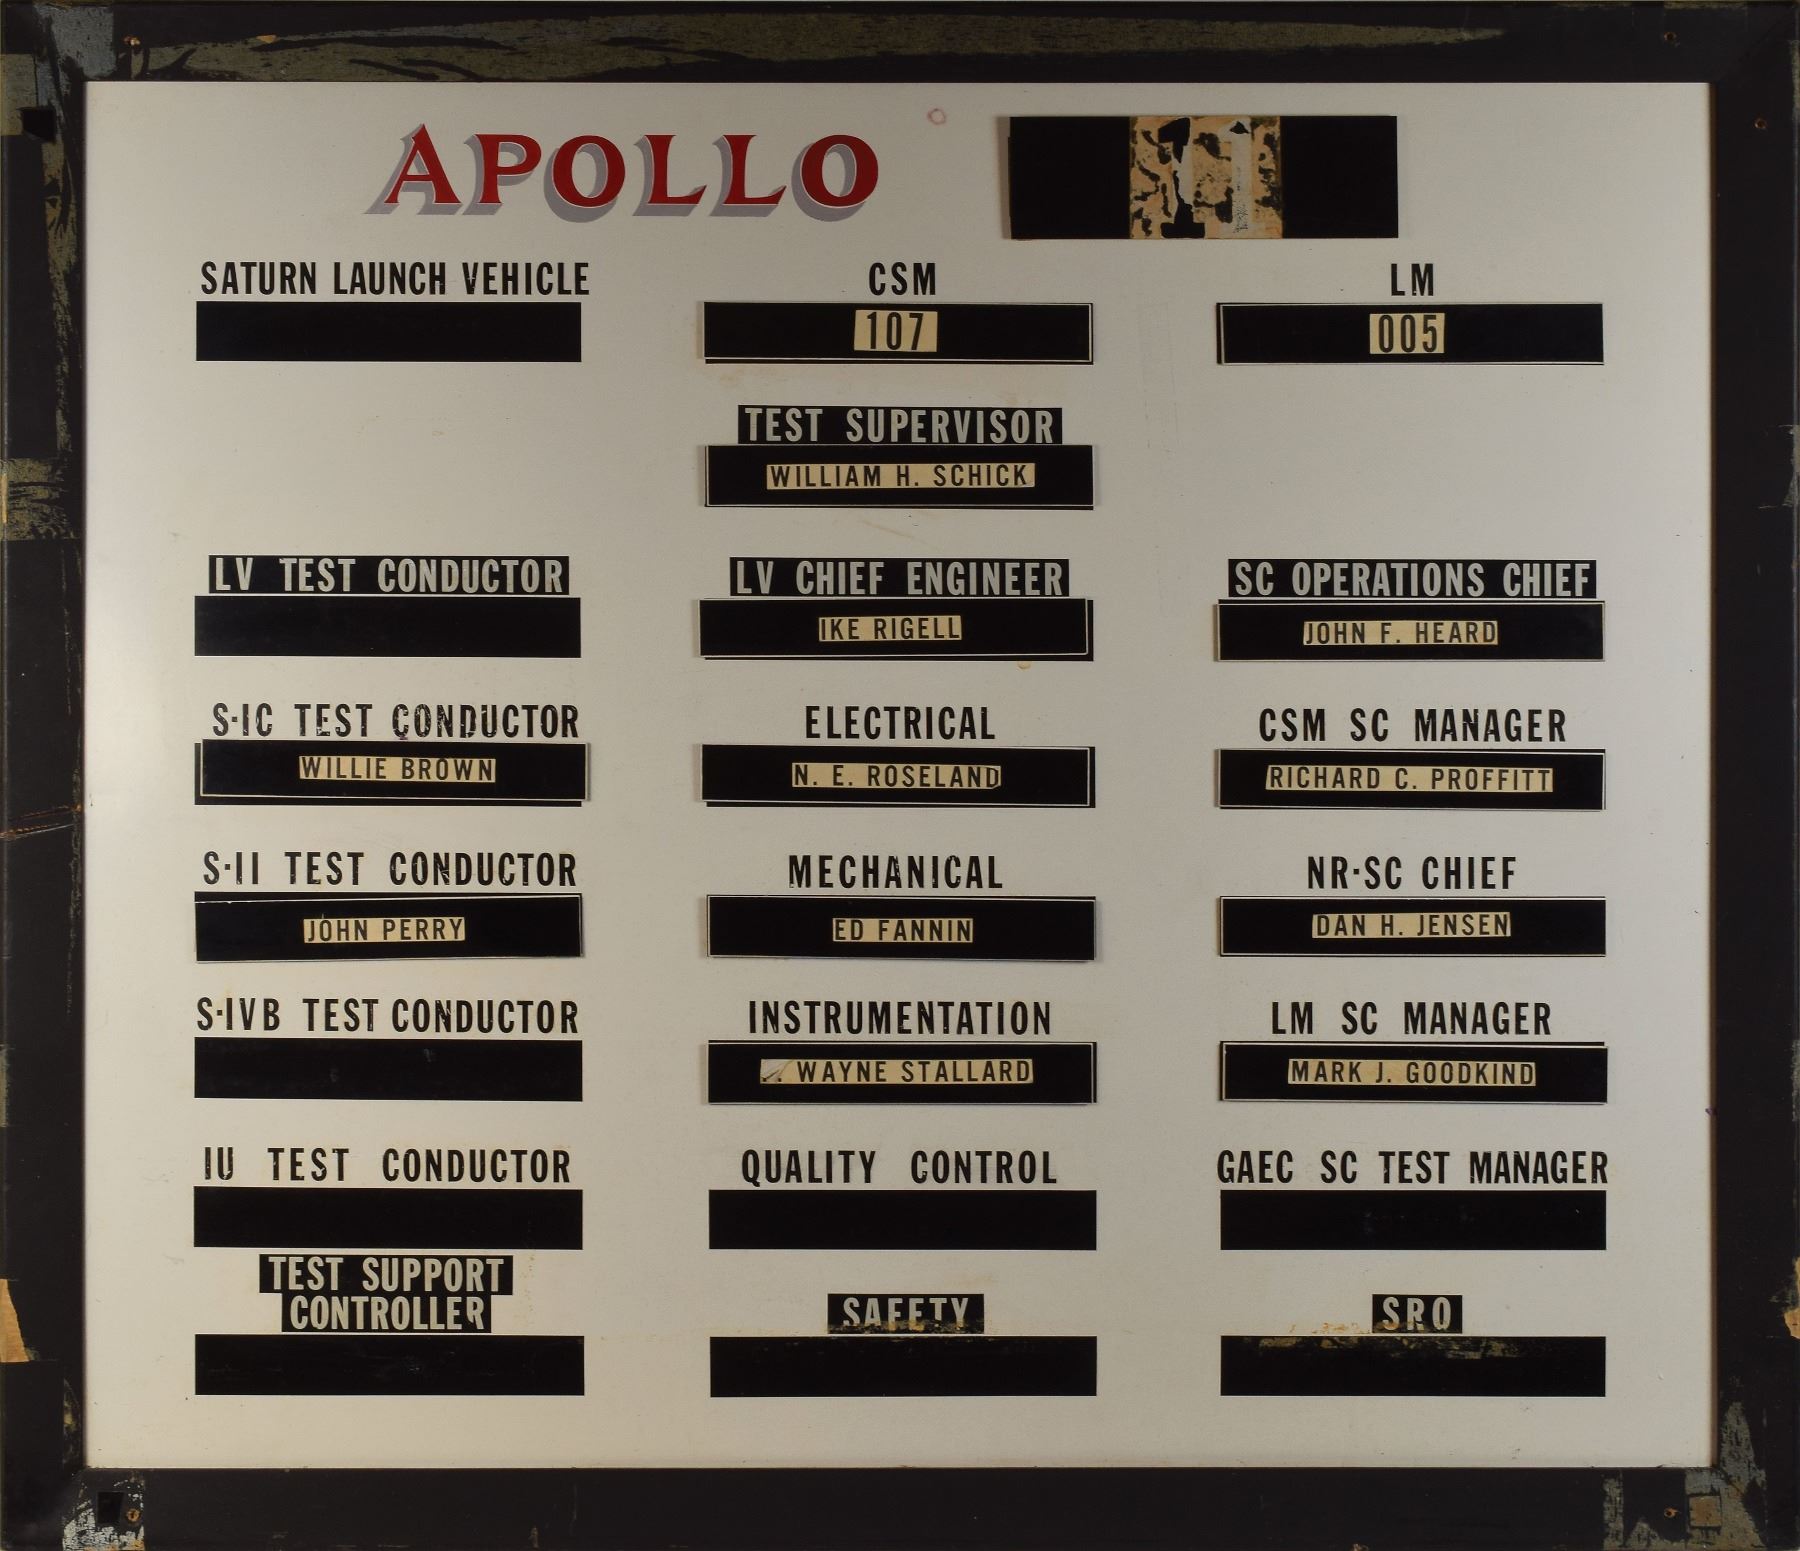 APOLLO 11
SATURN LAUNCH VEHICLE
CSM
107
LM
005
TEST SUPERVISOR
WILLIAM H. SCHICK
LV TEST CONDUCTOR
LV CHIEF ENGINEER
IKE RIGELL
SC OPERATIONS CHIEF
JOHN F. HEARD
S-IC TEST CONDUCTOR
WILLIE BROWN
ELECTRICAL
N. E. ROSELAND
CSM SC MANAGER
RICHARD C. PROFFITT
S-II TEST CONDUCTOR
JOHN PERRY
MECHANICAL
ED FANNIN
NR-SC CHIEF
DAN H. JENSEN
S-IVB TEST CONDUCTOR
INSTRUMENTATION
WAYNE STALLARD
LM SC MANAGER
MARK J. GOODKIND
IU TEST CONDUCTOR
QUALITY CONTROL
GAEC SC TEST MANAGER
TEST SUPPORT
CONTROLLER
SAFETY
SRO